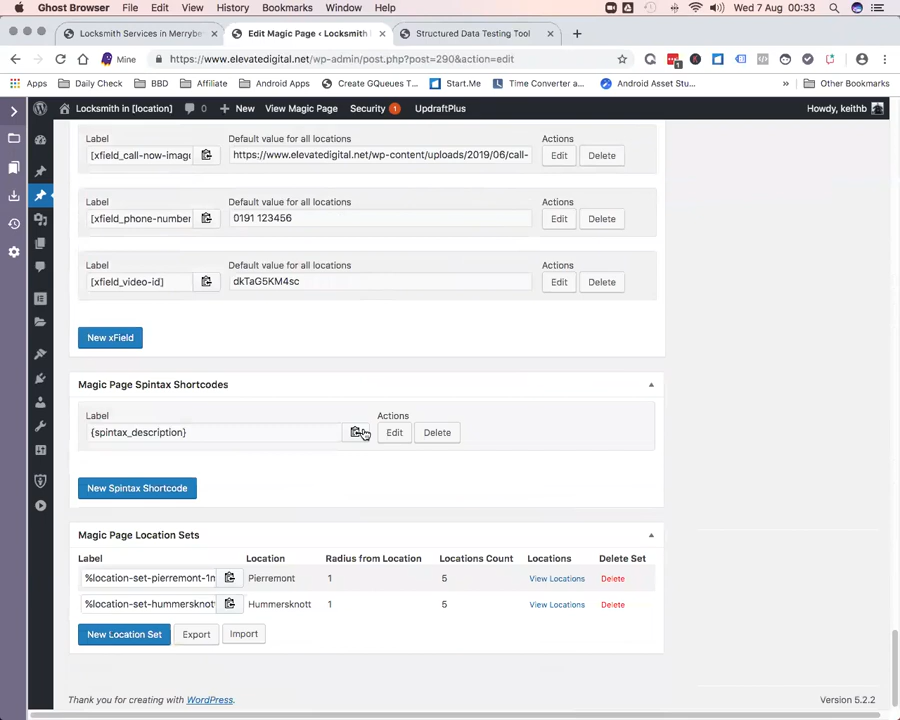 Ghost Browser File Edit View History Bookmarks Window Help Wed 7 Aug 00:33
Locksmith Services in Merrybe
Edit Magic Page ‹ Locksmith
Structured Data Testing Tool
Mine https://www.elevatedigital.net/wp-admin/post.php?post=290&action=edit
Apps Daily Check BBD Affiliate Create GQueues T... Start.Me Time Converter a... Android Asset Stu... Other Bookmarks
Locksmith in [location] 0 New View Magic Page Security 1 UpdraftPlus Howdy, keithb
Label Default value for all locations Actions
[xfield_call-now-imag https://www.elevatedigital.net/wp-content/uploads/2019/06/call- Edit Delete
Label Default value for all locations Actions
[xfield_phone-number 0191 123456 Edit Delete
Label Default value for all locations Actions
[xfield_video-id] dkTaG5KM4sc Edit Delete
New xField
Magic Page Spintax Shortcodes
Label Actions
{spintax_description} Edit Delete
New Spintax Shortcode
Magic Page Location Sets
Label Location Radius from Location Locations Count Locations Delete Set
%location-set-pierremont-1m Pierremont 1 5 View Locations Delete
%location-set-hummersknot Hummersknott 1 5 View Locations Delete
New Location Set Export Import
Thank you for creating with WordPress. Version 5.2.2